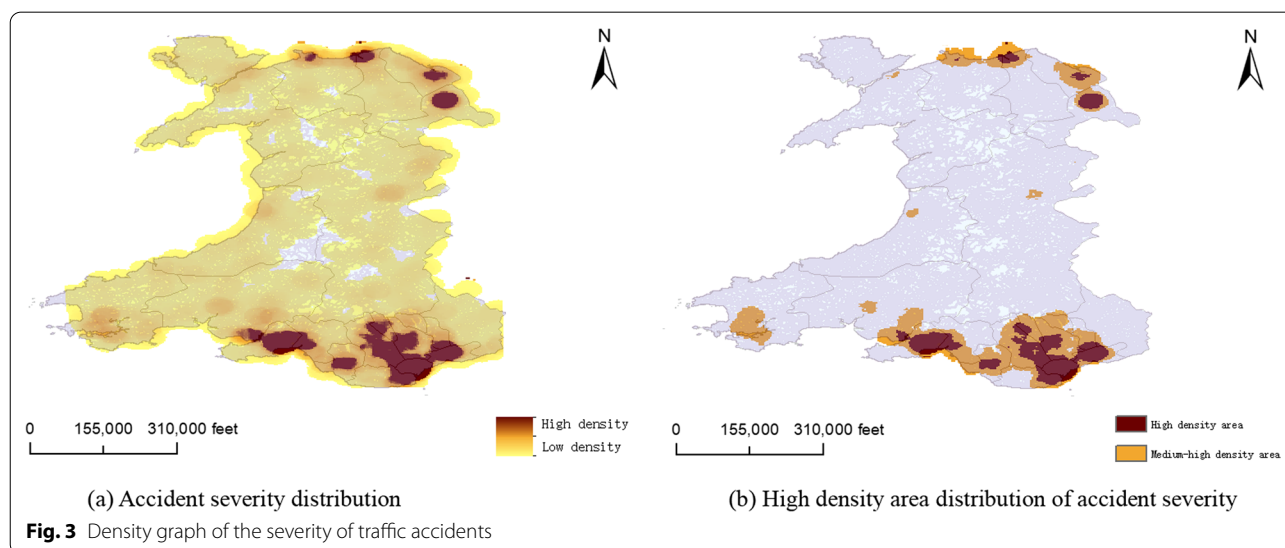 N
N
0 155,000 310,000 feet
High density
Low density
0 155,000 310,000 feet
High density area
Medium-high density area
(a) Accident severity distribution
(b) High density area distribution of accident severity
Fig. 3 Density graph of the severity of traffic accidents